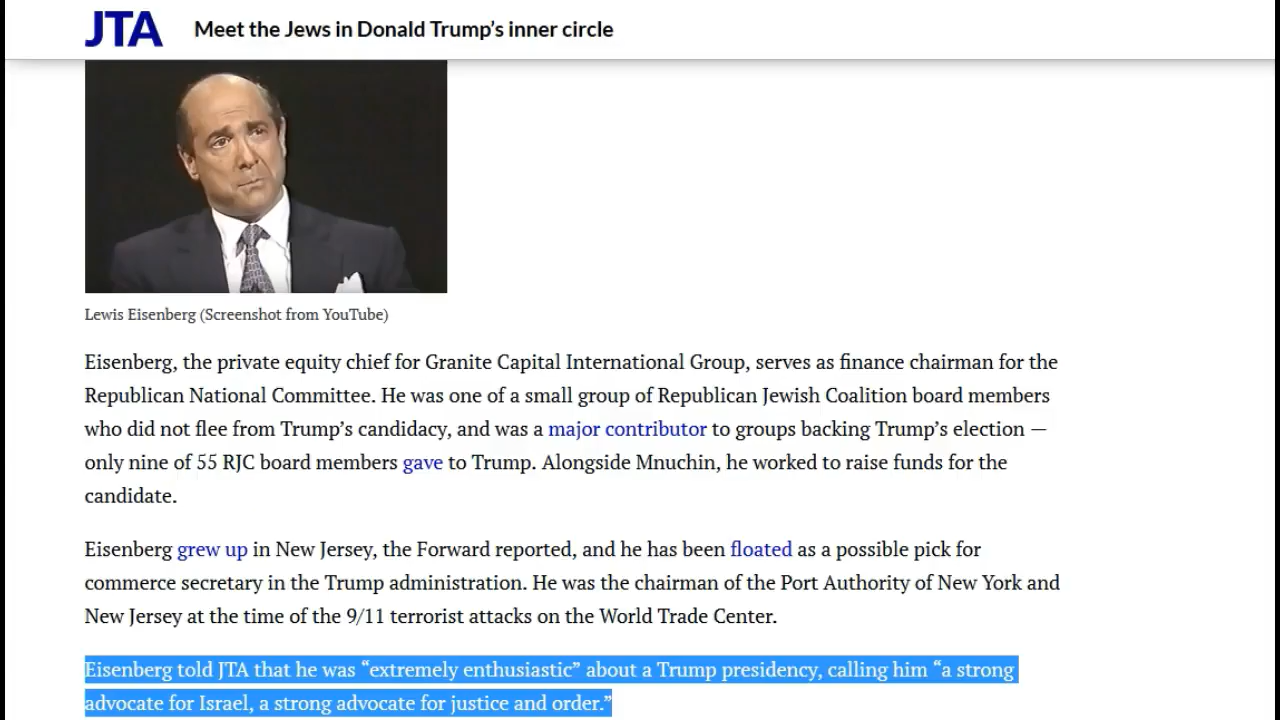 JTA Meet the Jews in Donald Trump’s inner circle
Lewis Eisenberg (Screenshot from YouTube)
Eisenberg, the private equity chief for Granite Capital International Group, serves as finance chairman for the
Republican National Committee. He was one of a small group of Republican Jewish Coalition board members
who did not flee from Trump’s candidacy, and was a major contributor to groups backing Trump’s election —
only nine of 55 RJC board members gave to Trump. Alongside Mnuchin, he worked to raise funds for the
candidate.
Eisenberg grew up in New Jersey, the Forward reported, and he has been floated as a possible pick for
commerce secretary in the Trump administration. He was the chairman of the Port Authority of New York and
New Jersey at the time of the 9/11 terrorist attacks on the World Trade Center.
Eisenberg told JTA that he was “extremely enthusiastic” about a Trump presidency, calling him “a strong
advocate for Israel, a strong advocate for justice and order.”